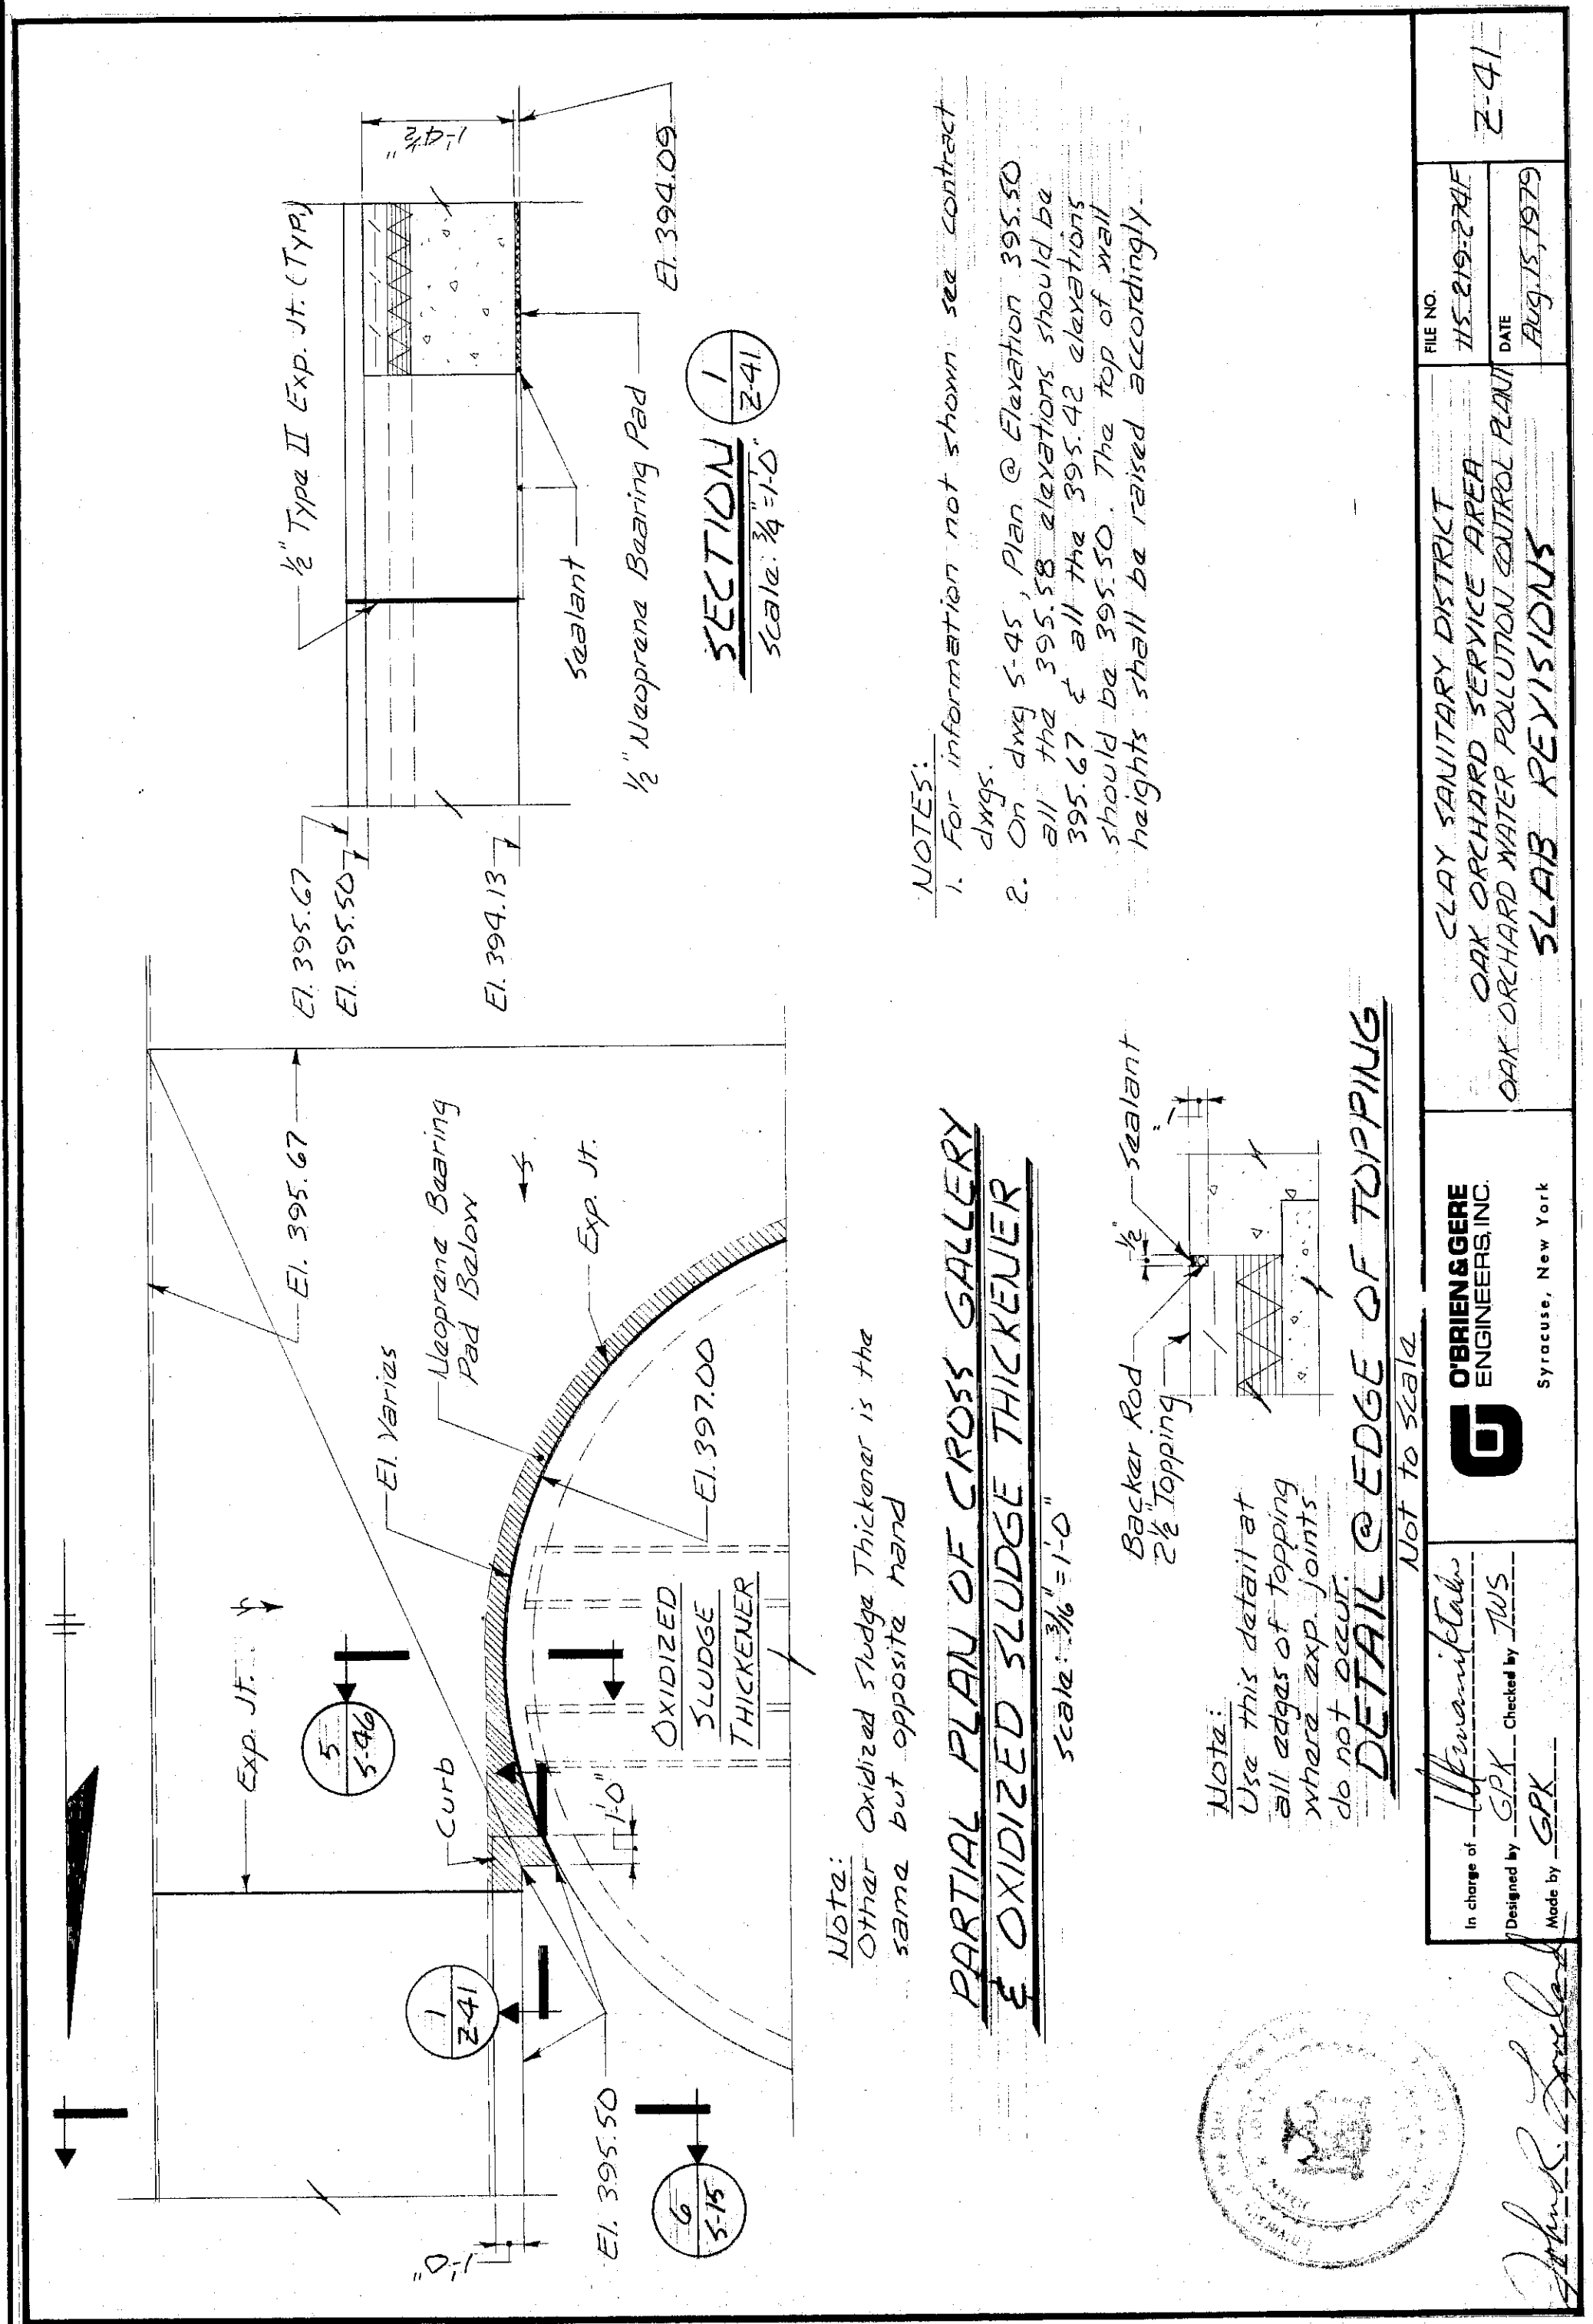 El. 395.67
Exp. Jt.
5
S-46
Curb
El. Varies
Neoprene Bearing
Pad Below
Exp. Jt.
El. 397.00
OXIDIZED
SLUDGE
THICKENER
1'-0"
1
Z-41
1'-0"
El. 395.50
6
S-15
Note:
Other Oxidized Sludge Thickener is the
same but opposite hand
PARTIAL PLAN OF CROSS GALLERY
& OXIDIZED SLUDGE THICKENER
Scale: 3/16"=1'-0"
1/2" Type II Exp. Jt. (Typ.)
1'-4 1/2"
El. 395.67
El. 395.50
El. 394.13
El. 394.09
Sealant
1/2" Neoprene Bearing Pad
SECTION
1
Z-41
Scale: 3/4"=1'-0"
NOTES:
1. For information not shown see contract
dwgs.
2. On dwg S-45, Plan @ Elevation 395.50
all the 395.58 elevations should be
395.67 & all the 395.42 elevations
should be 395.50. The top of wall
heights shall be raised accordingly.
Backer Rod
2 1/2" Topping
1/2"
Sealant
1"
Note:
Use this detail at
all edges of topping
where exp. joints
do not occur.
DETAIL @ EDGE OF TOPPING
Not to Scale
In charge of
Designed by GPK Checked by JWS
Made by GPK
O'BRIEN & GERE
ENGINEERS, INC.
Syracuse, New York
CLAY SANITARY DISTRICT
OAK ORCHARD SERVICE AREA
OAK ORCHARD WATER POLLUTION CONTROL PLANT
SLAB REVISIONS
FILE NO.
115.219-274F
DATE
Aug. 15, 1979
Z-41